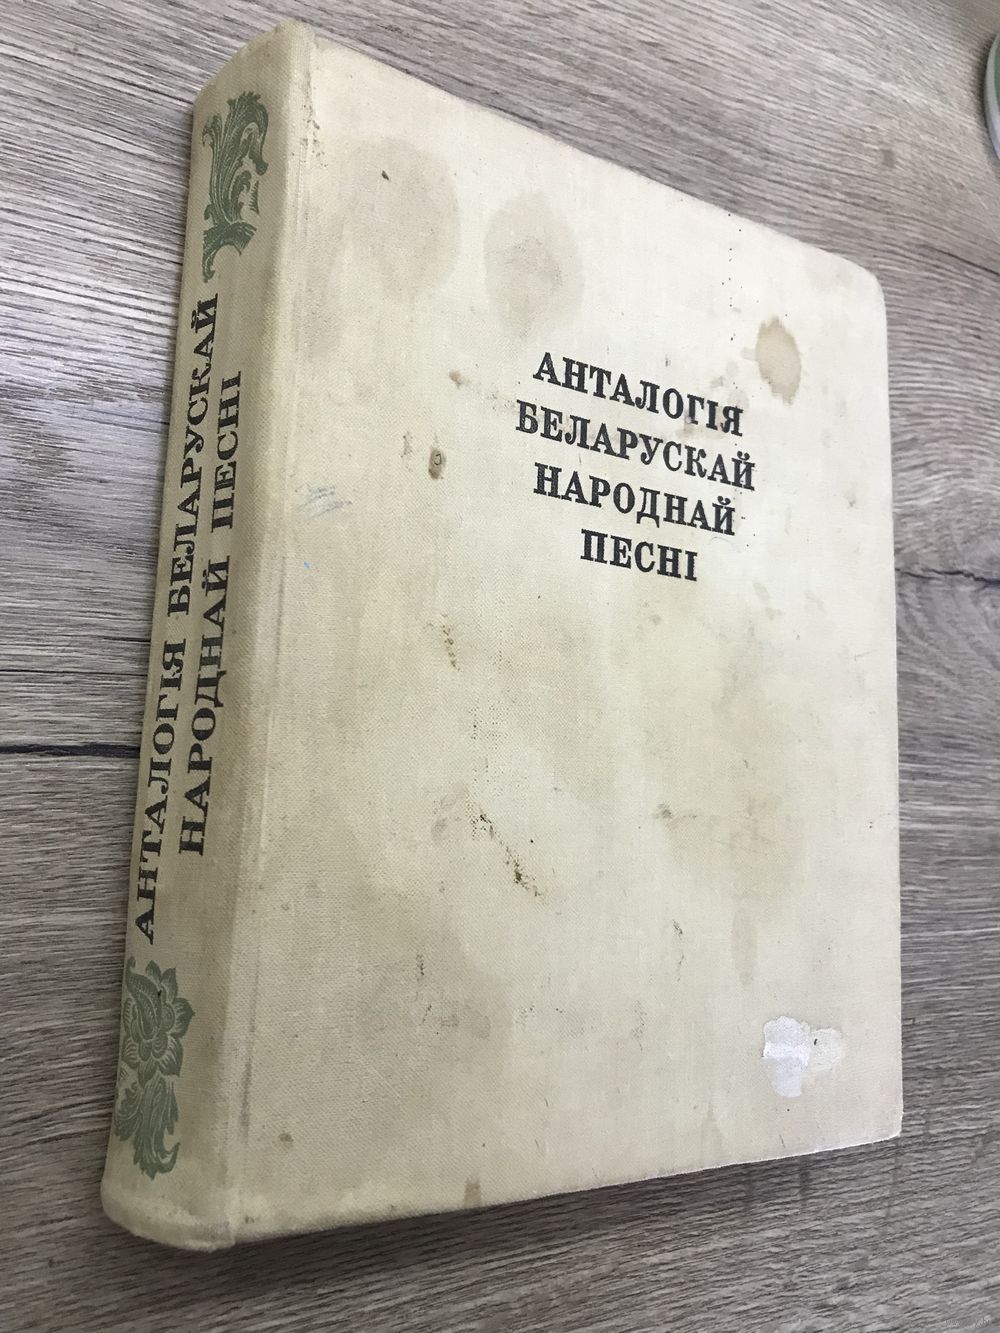 АНТАЛОГІЯ БЕЛАРУСКАЙ
НАРОДНАЙ ПЕСНІ
АНТАЛОГІЯ
БЕЛАРУСКАЙ
НАРОДНАЙ
ПЕСНІ